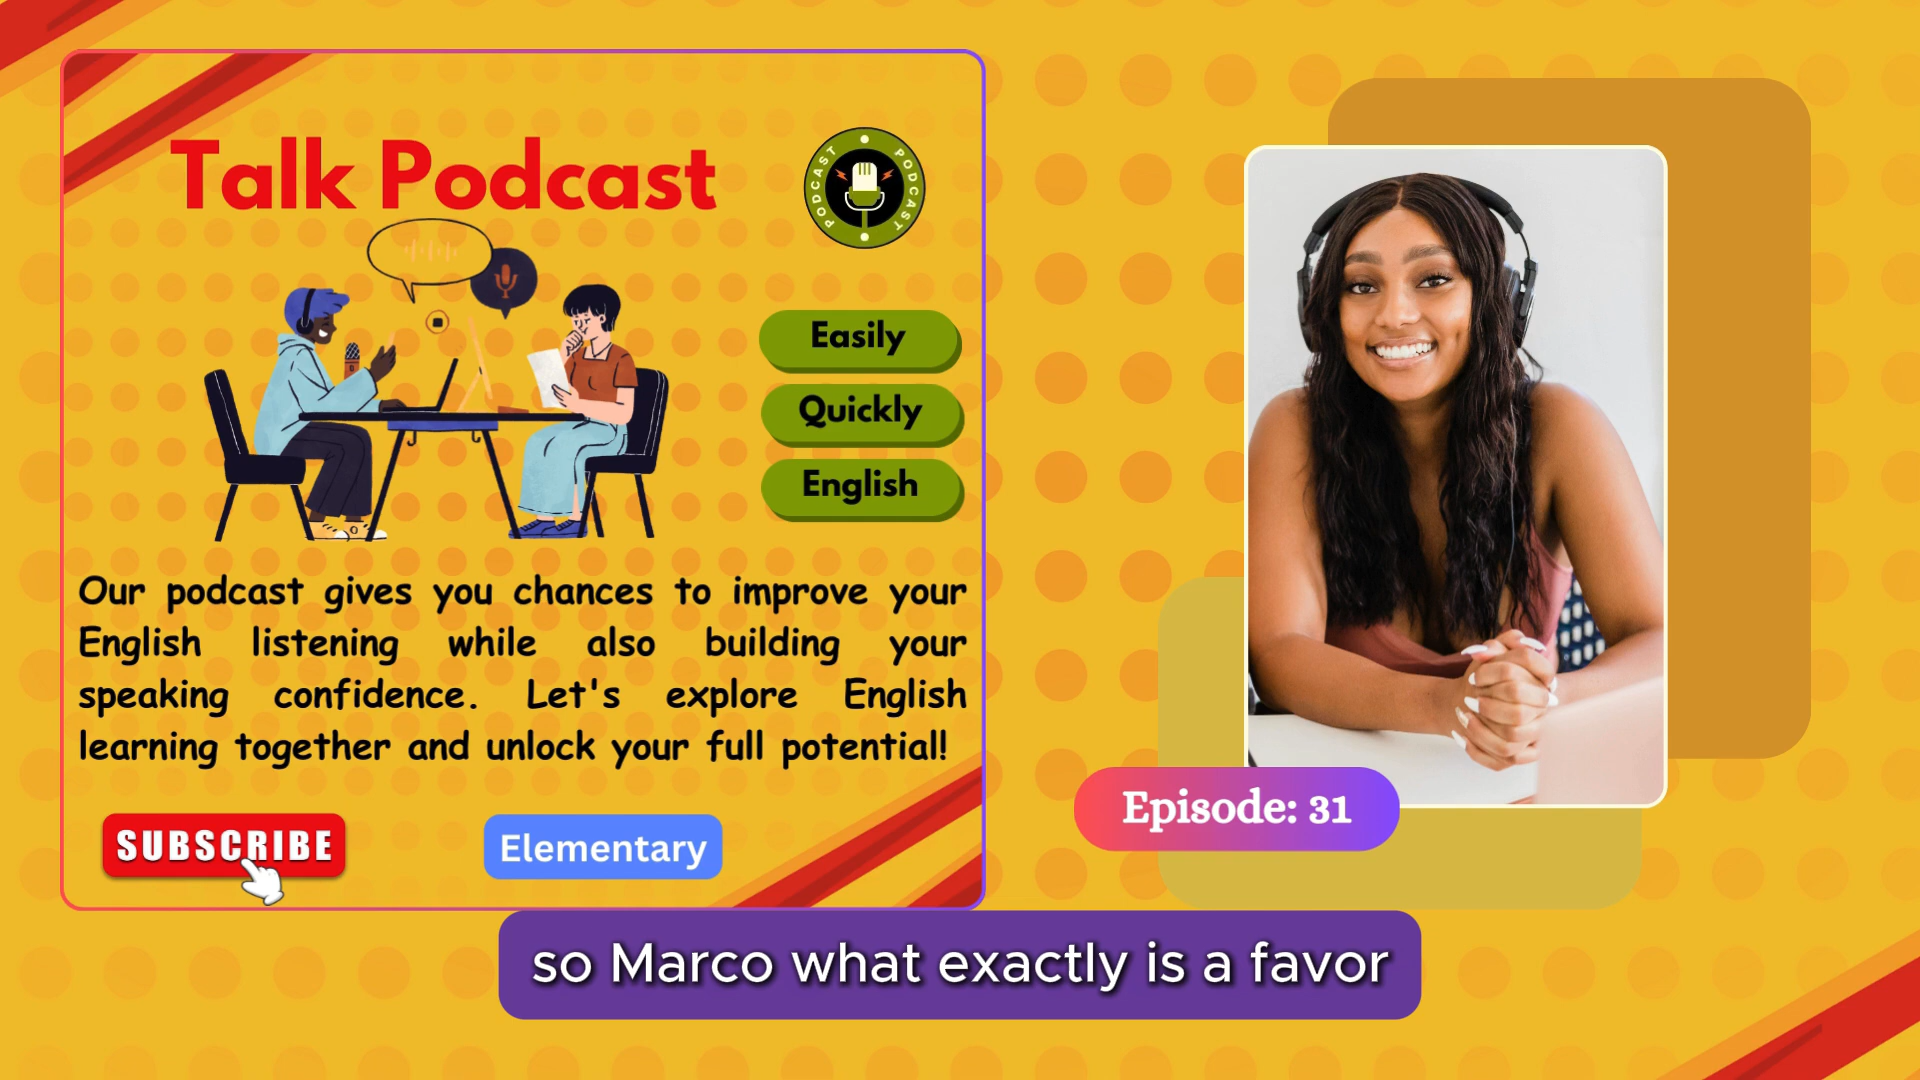 Talk Podcast
PODCAST PODCAST
Easily
Quickly
English
Our podcast gives you chances to improve your
English listening while also building your
speaking confidence. Let's explore English
learning together and unlock your full potential!
SUBSCRIBE
Elementary
Episode: 31
so Marco what exactly is a favor